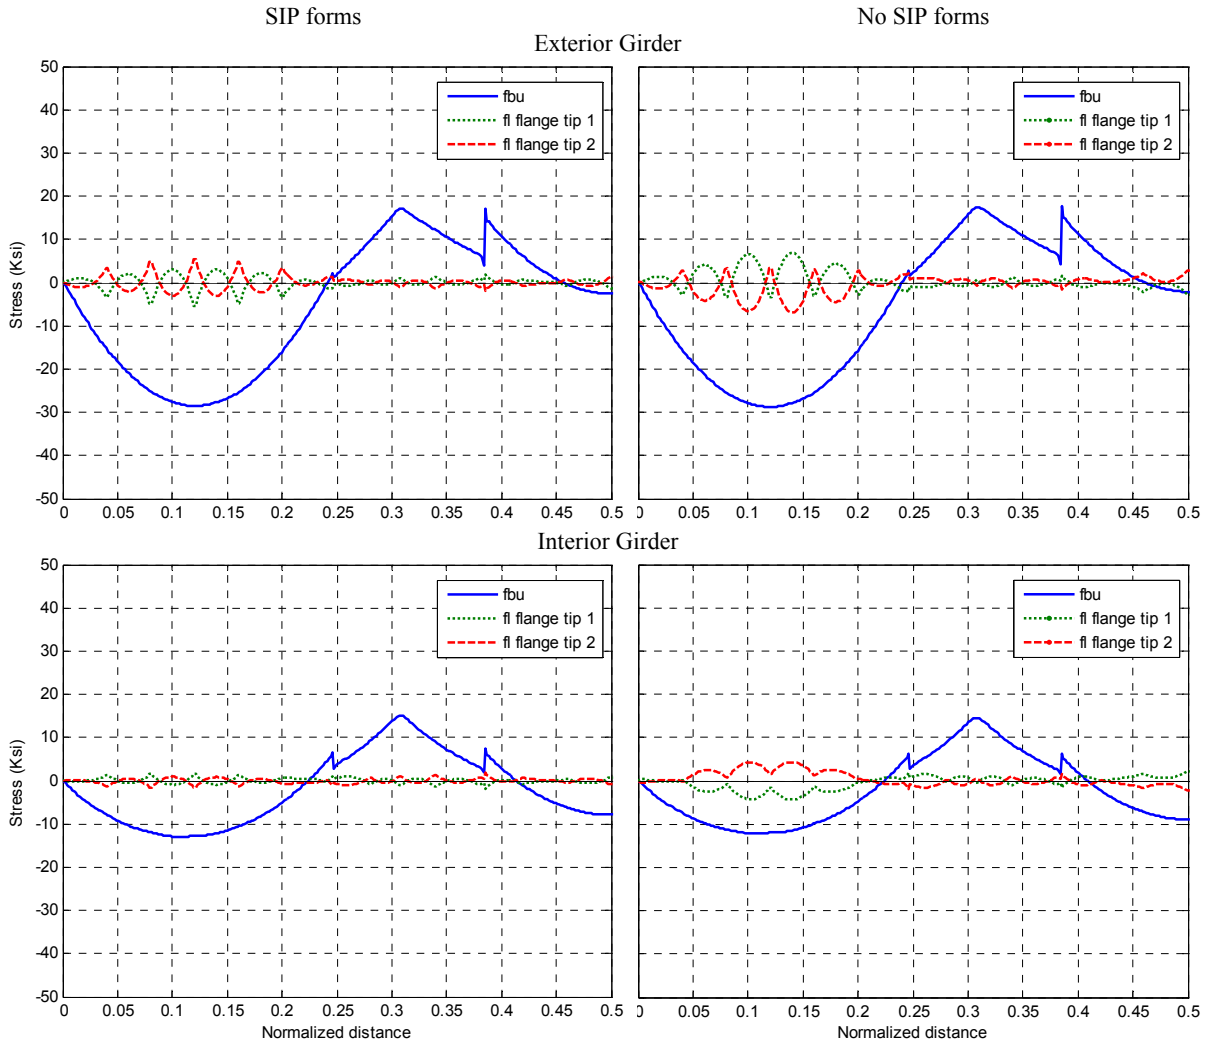 SIP forms
No SIP forms
Exterior Girder
50
40
30
20
10
0
-10
-20
-30
-40
-50
Stress (Ksi)
fbu
fl flange tip 1
fl flange tip 2
0 0.05 0.1 0.15 0.2 0.25 0.3 0.35 0.4 0.45 0.5
fbu
fl flange tip 1
fl flange tip 2
0 0.05 0.1 0.15 0.2 0.25 0.3 0.35 0.4 0.45 0.5
Interior Girder
50
40
30
20
10
0
-10
-20
-30
-40
-50
Stress (Ksi)
fbu
fl flange tip 1
fl flange tip 2
0 0.05 0.1 0.15 0.2 0.25 0.3 0.35 0.4 0.45 0.5
Normalized distance
fbu
fl flange tip 1
fl flange tip 2
0 0.05 0.1 0.15 0.2 0.25 0.3 0.35 0.4 0.45 0.5
Normalized distance